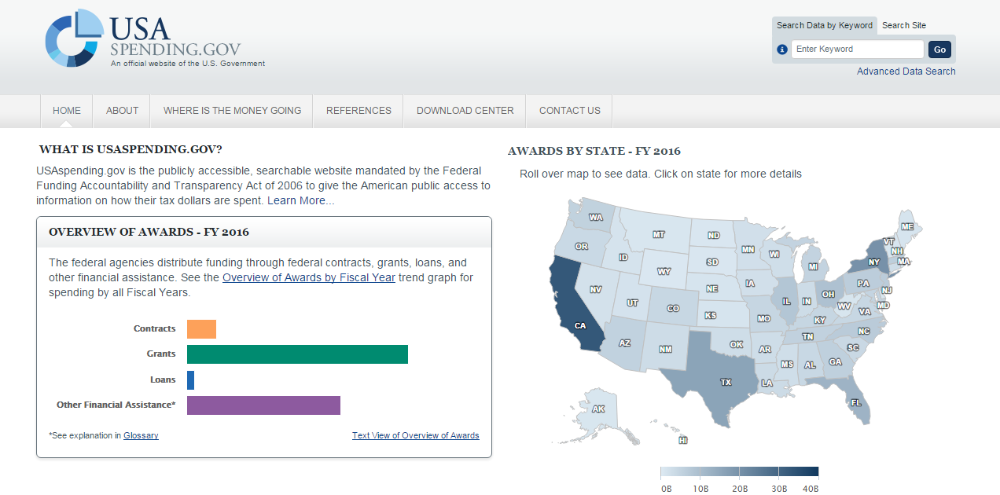 USA
SPENDING.GOV
An official website of the U.S. Government
Search Data by Keyword
Search Site
i
Enter Keyword
Go
Advanced Data Search
HOME
ABOUT
WHERE IS THE MONEY GOING
REFERENCES
DOWNLOAD CENTER
CONTACT US
WHAT IS USASPENDING.GOV?
USAspending.gov is the publicly accessible, searchable website mandated by the Federal
Funding Accountability and Transparency Act of 2006 to give the American public access to
information on how their tax dollars are spent. Learn More...
OVERVIEW OF AWARDS - FY 2016
The federal agencies distribute funding through federal contracts, grants, loans, and
other financial assistance. See the Overview of Awards by Fiscal Year trend graph for
spending by all Fiscal Years.
Contracts
Grants
Loans
Other Financial Assistance*
*See explanation in Glossary
Text View of Overview of Awards
AWARDS BY STATE - FY 2016
Roll over map to see data. Click on state for more details
WA
OR
MT
ID
ND
SD
WY
MN
WI
MI
ME
VT
NH
NY
MA
NV
UT
CO
NE
KS
IA
IL
IN
OH
PA
NJ
MD
WV
VA
KY
MO
CA
AZ
NM
OK
AR
TN
NC
SC
MS
AL
GA
TX
LA
FL
AK
HI
0B 10B 20B 30B 40B